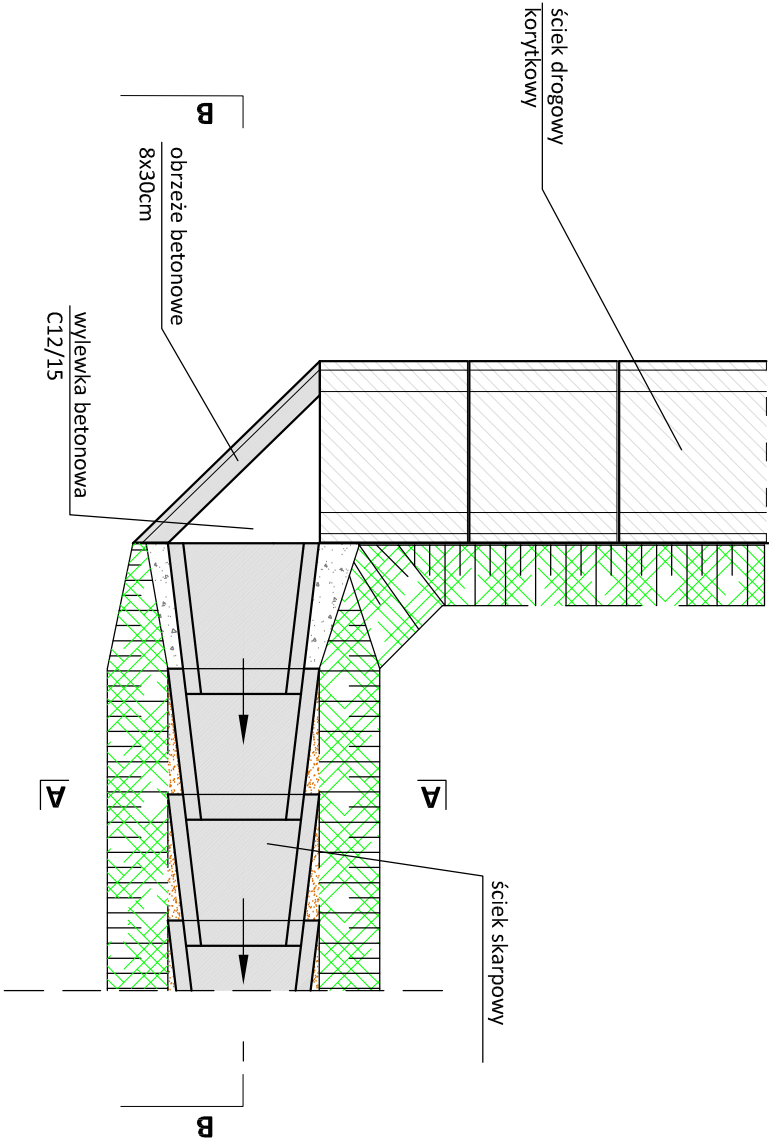 ściek drogowy
korytkowy
B
obrzeże betonowe
8x30cm
wylewka betonowa
C12/15
A
A
ściek skarpowy
B